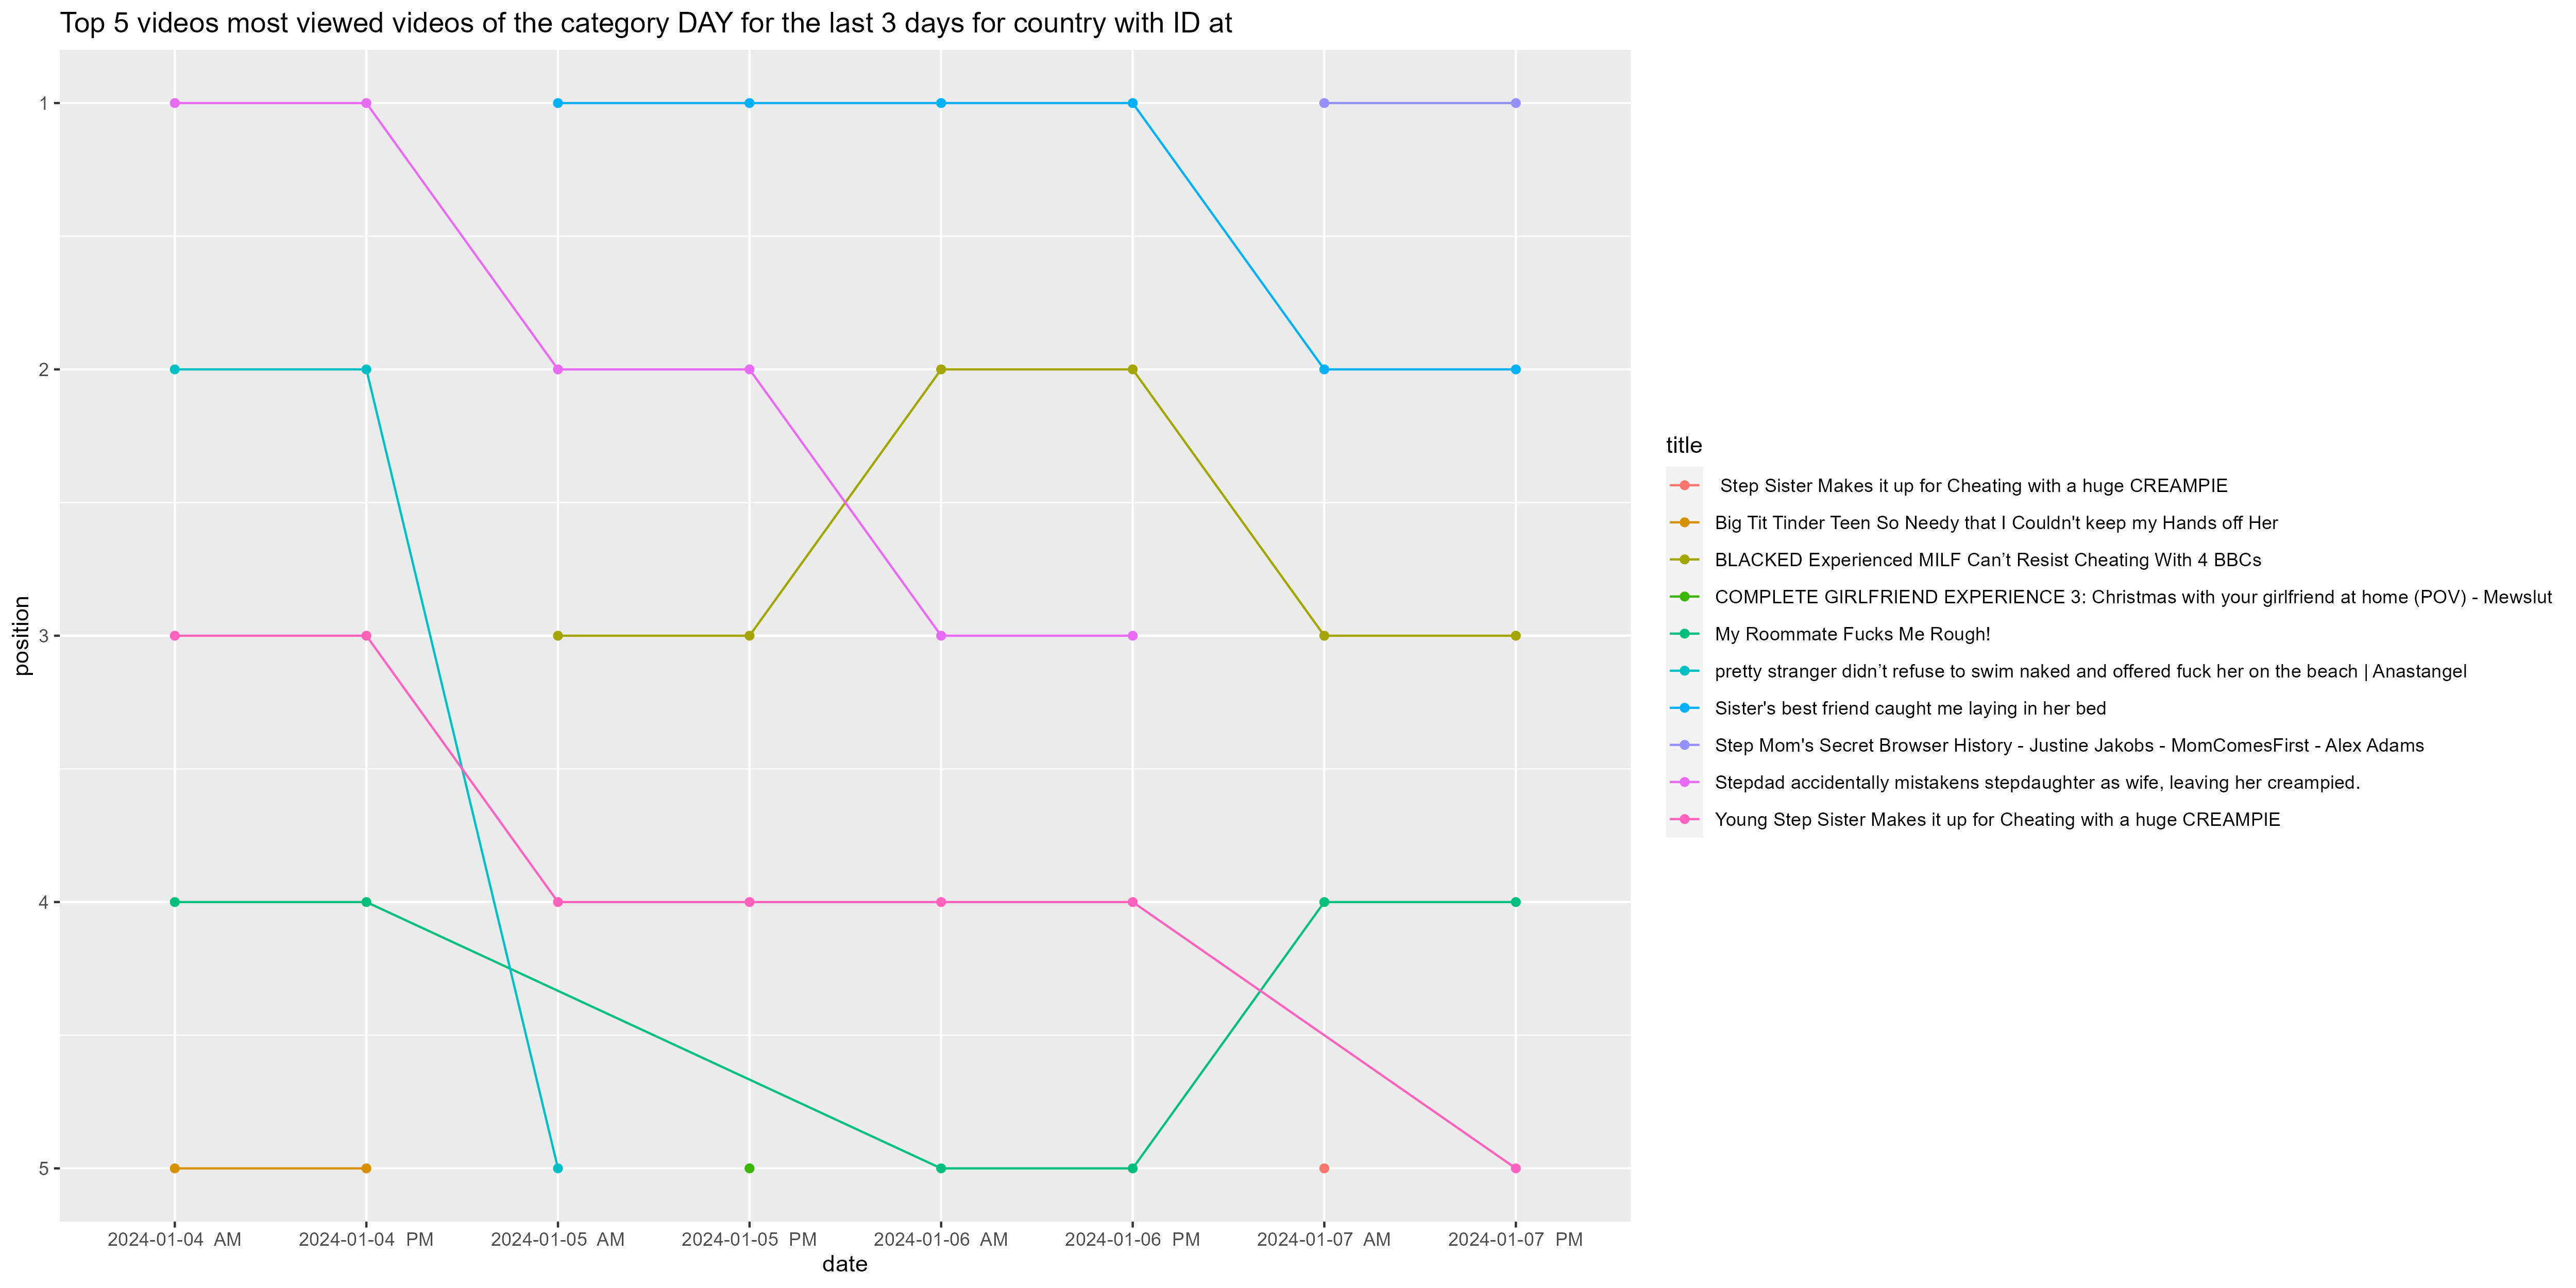 Top 5 videos most viewed videos of the category DAY for the last 3 days for country with ID at
1
2
3
4
5
position
2024-01-04 AM
2024-01-04 PM
2024-01-05 AM
2024-01-05 PM
2024-01-06 AM
2024-01-06 PM
2024-01-07 AM
2024-01-07 PM
date
title
Step Sister Makes it up for Cheating with a huge CREAMPIE
Big Tit Tinder Teen So Needy that I Couldn't keep my Hands off Her
BLACKED Experienced MILF Can’t Resist Cheating With 4 BBCs
COMPLETE GIRLFRIEND EXPERIENCE 3: Christmas with your girlfriend at home (POV) - Mewslut
My Roommate Fucks Me Rough!
pretty stranger didn’t refuse to swim naked and offered fuck her on the beach | Anastangel
Sister's best friend caught me laying in her bed
Step Mom's Secret Browser History - Justine Jakobs - MomComesFirst - Alex Adams
Stepdad accidentally mistakens stepdaughter as wife, leaving her creampied.
Young Step Sister Makes it up for Cheating with a huge CREAMPIE